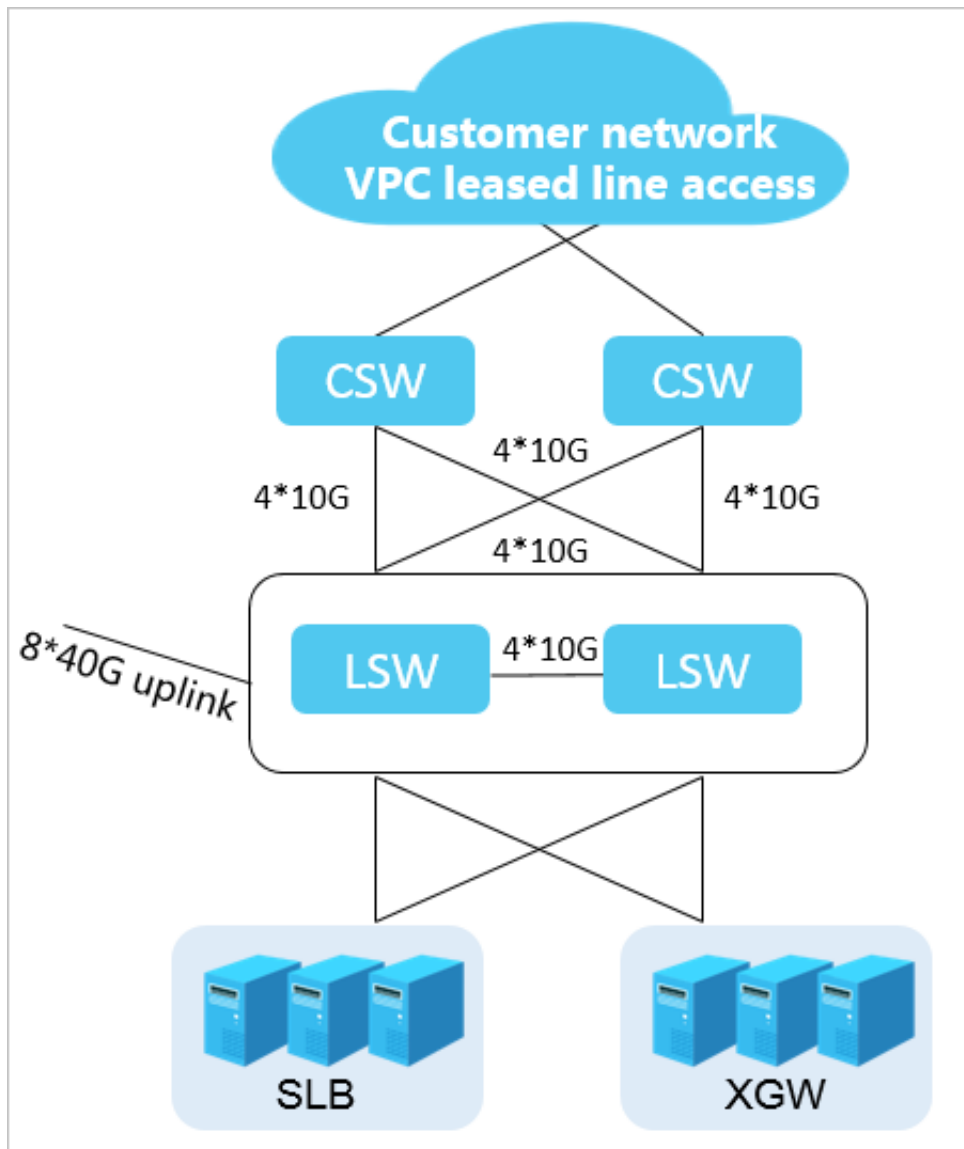 Customer network
VPC leased line access
CSW
CSW
4*10G
4*10G
4*10G
4*10G
8*40G uplink
LSW
4*10G
LSW
SLB
XGW